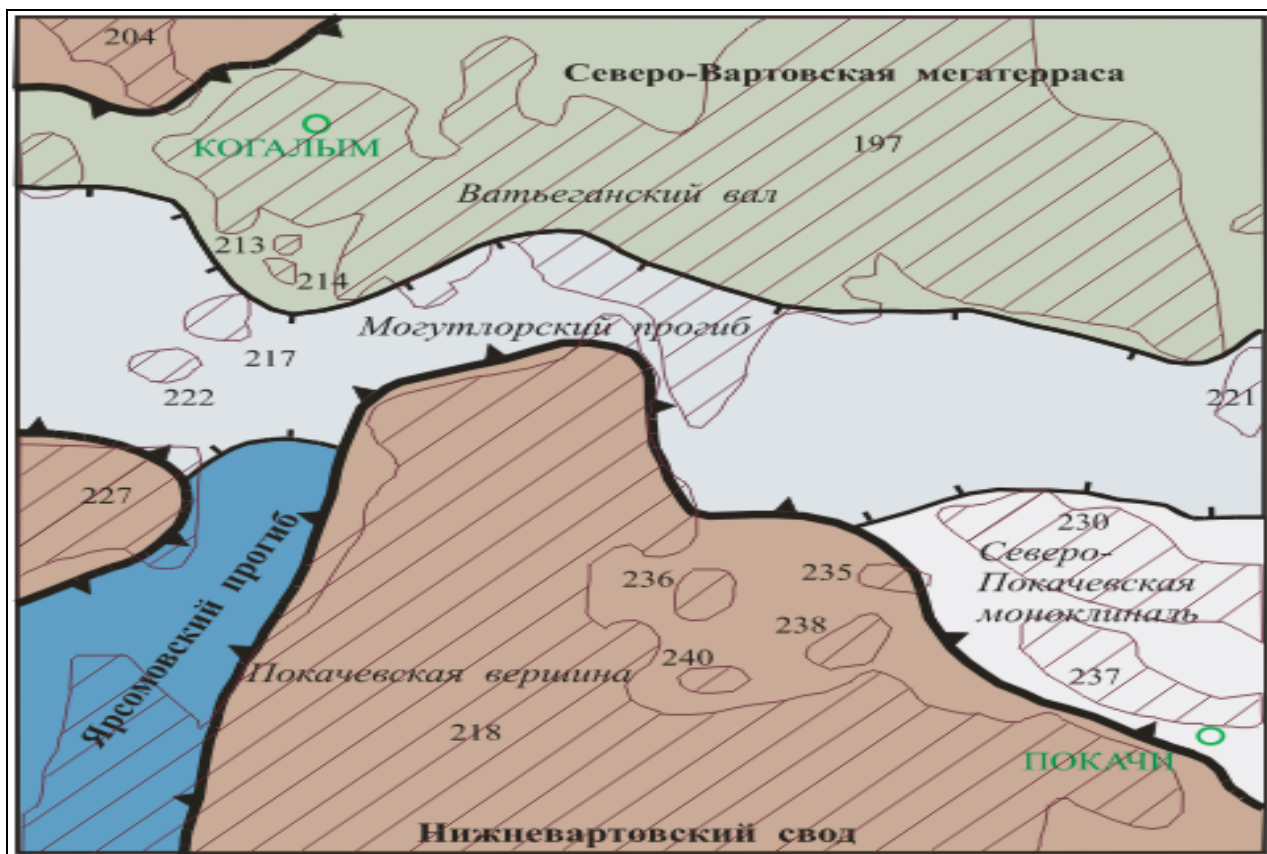 204
Северо-Вартовская мегатерраса
КОГАЛЫМ
197
Ватьеганский вал
213
214
Могутлорский прогиб
217
222
221
227
230
Северо-
Покачевская
моноклиналь
Ярсомовский прогиб
236
235
238
240
237
Покачевская вершина
218
ПОКАЧИ
Нижневартовский свод